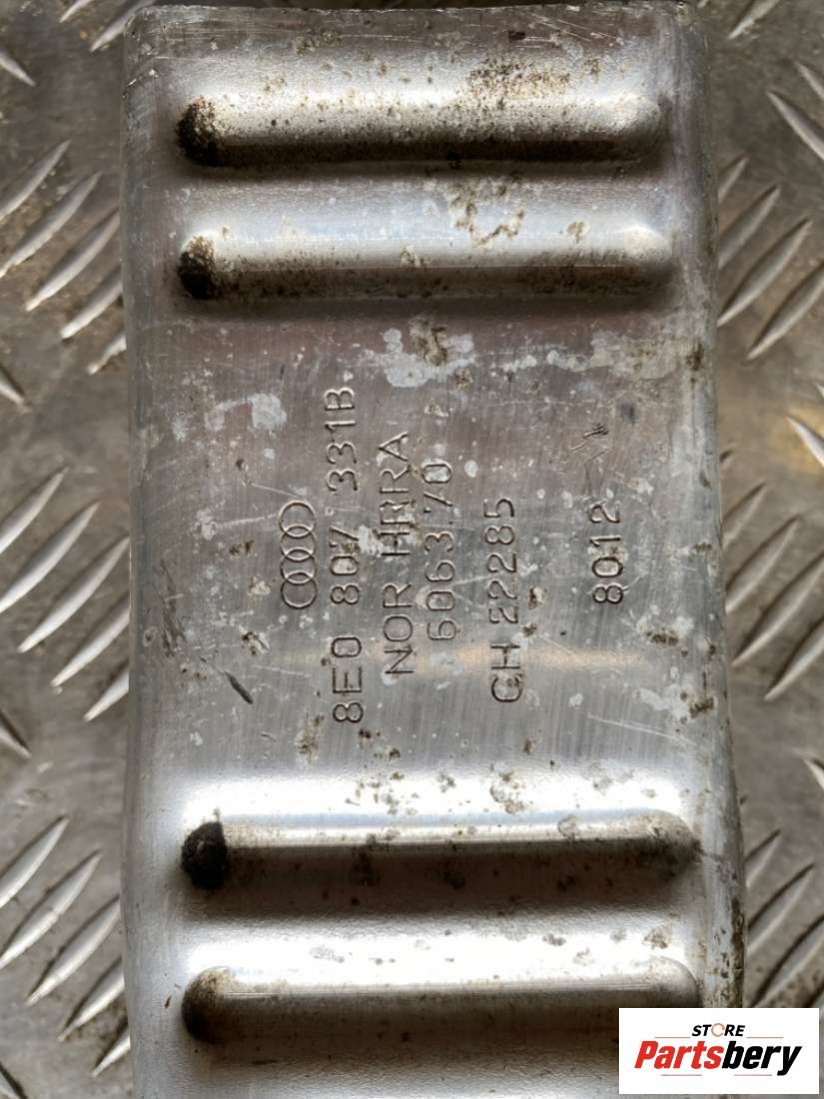 8E0 807 331B
NOR HRRA
6063.70
CH 22285
8012
STORE
Partsbery